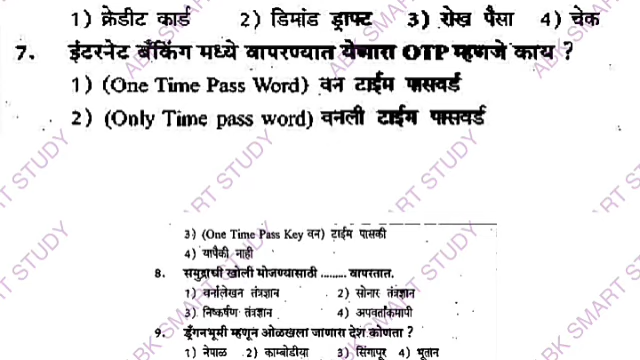 1) क्रेडीट कार्ड 2) डिमांड ड्राफ्ट 3) रोख पैसा 4) चेक
7. इंटरनेट बँकिंग मध्ये वापरण्यात येणारा OTP म्हणजे काय ?
1) (One Time Pass Word) वन टाईम पासवर्ड
2) (Only Time pass word) वनली टाईम पासवर्ड
3) (One Time Pass Key वन) टाईम पासकी
4) यापैकी नाही
8. समुद्राची खोली मोजण्यासाठी ......... वापरतात.
1) वर्नालेखन तंत्रज्ञान 2) सोनार तंत्रज्ञान
3) निष्कर्षण तंत्रज्ञान 4) अपवर्तांकमापी
9. ड्रॅगनभूमी म्हणून ओळखला जाणारा देश कोणता ?
1) नेपाळ 2) काम्बोडीया 3) सिंगापूर 4) भूतान
ABK SMART STUDY